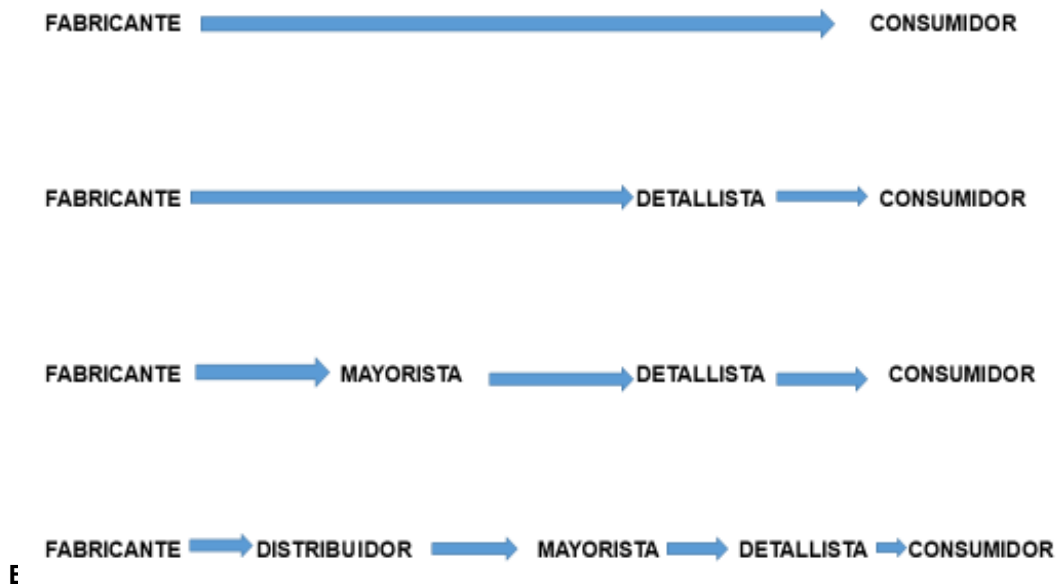 FABRICANTE CONSUMIDOR
FABRICANTE DETALLISTA CONSUMIDOR
FABRICANTE MAYORISTA DETALLISTA CONSUMIDOR
FABRICANTE DISTRIBUIDOR MAYORISTA DETALLISTA CONSUMIDOR